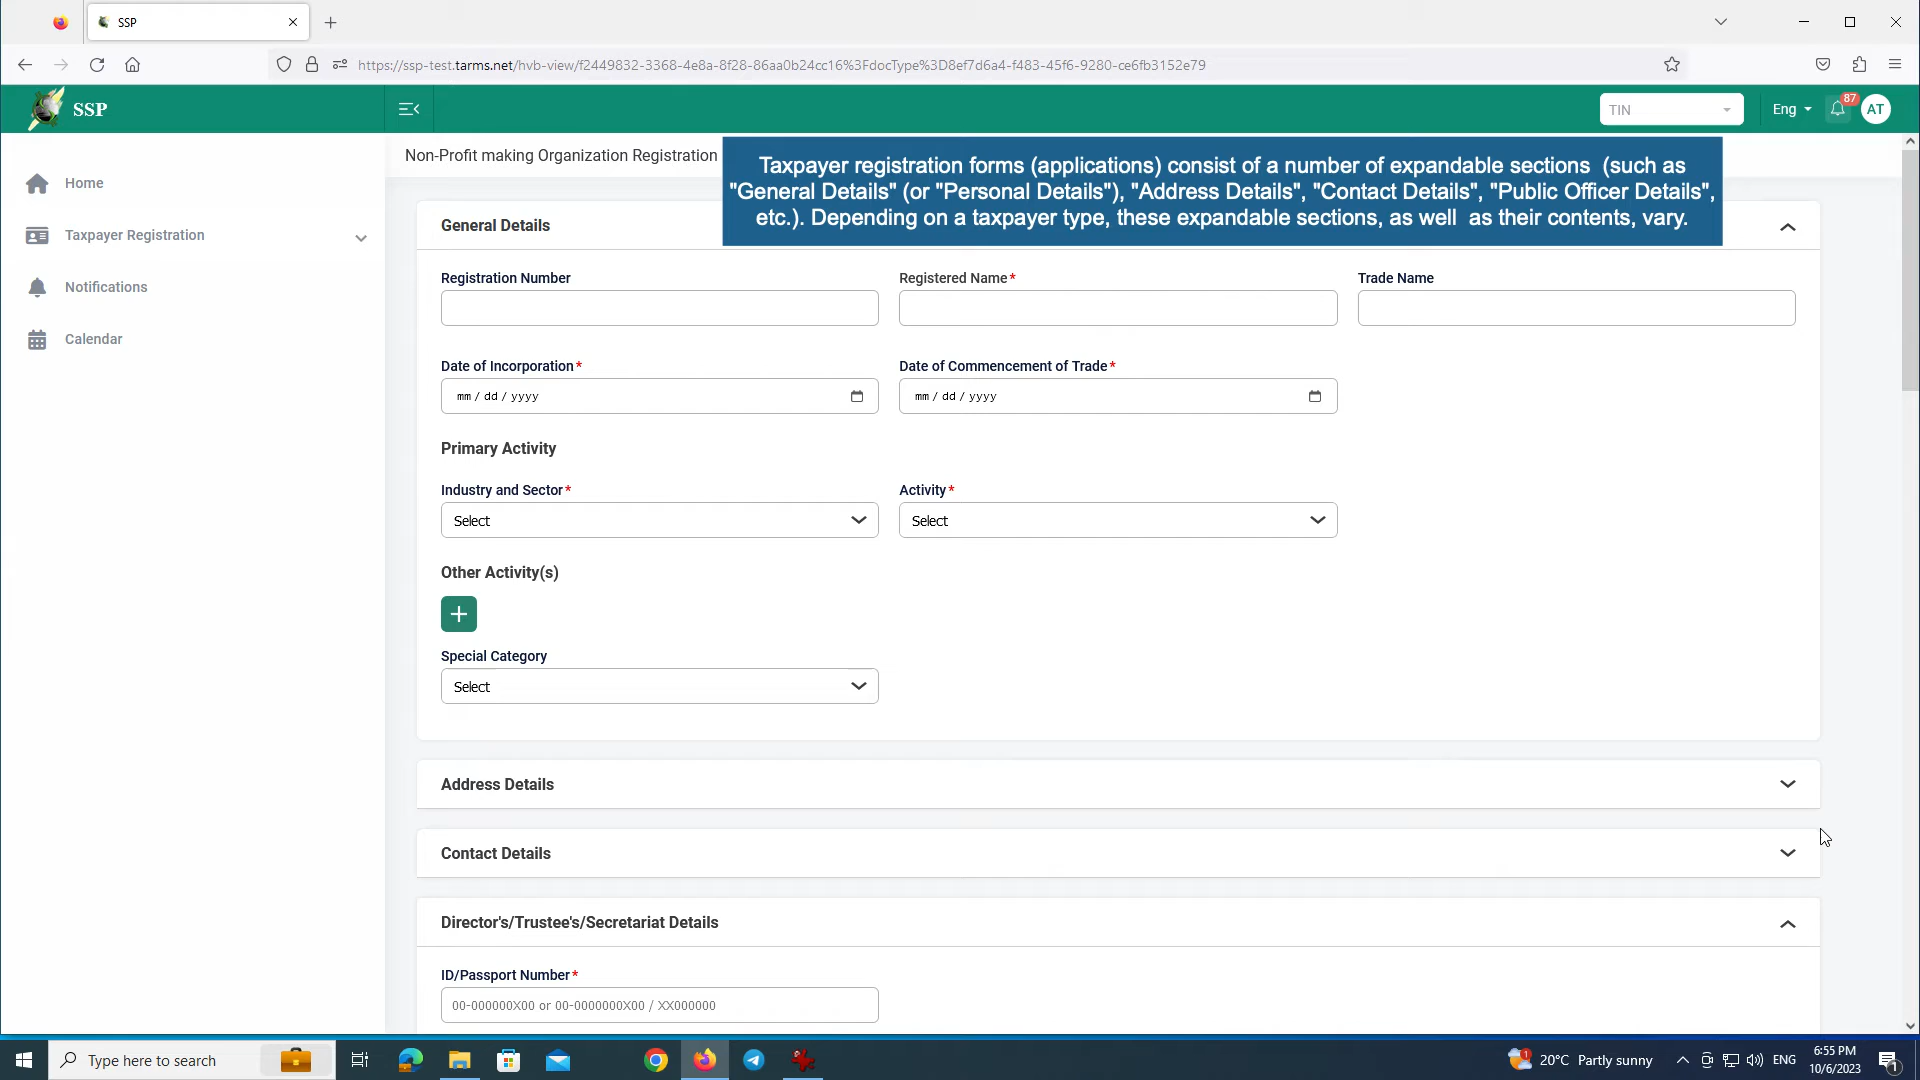 SSP
https://ssp-test.tarms.net/hvb-view/f2449832-3368-4e8a-8f28-86aa0b24cc16%3FdocType%3D8ef7d6a4-f483-45f6-9280-ce6fb3152e79
SSP
TIN
Eng
87
AT
Home
Taxpayer Registration
Notifications
Calendar
Non-Profit making Organization Registration
Taxpayer registration forms (applications) consist of a number of expandable sections (such as
"General Details" (or "Personal Details"), "Address Details", "Contact Details", "Public Officer Details",
etc.). Depending on a taxpayer type, these expandable sections, as well as their contents, vary.
General Details
Registration Number
Registered Name*
Trade Name
Date of Incorporation*
Date of Commencement of Trade*
mm / dd / yyyy
mm / dd / yyyy
Primary Activity
Industry and Sector*
Activity*
Select
Select
Other Activity(s)
+
Special Category
Select
Address Details
Contact Details
Director's/Trustee's/Secretariat Details
ID/Passport Number*
00-000000X00 or 00-0000000X00 / XX000000
Type here to search
20°C Partly sunny
ENG
6:55 PM
10/6/2023
1